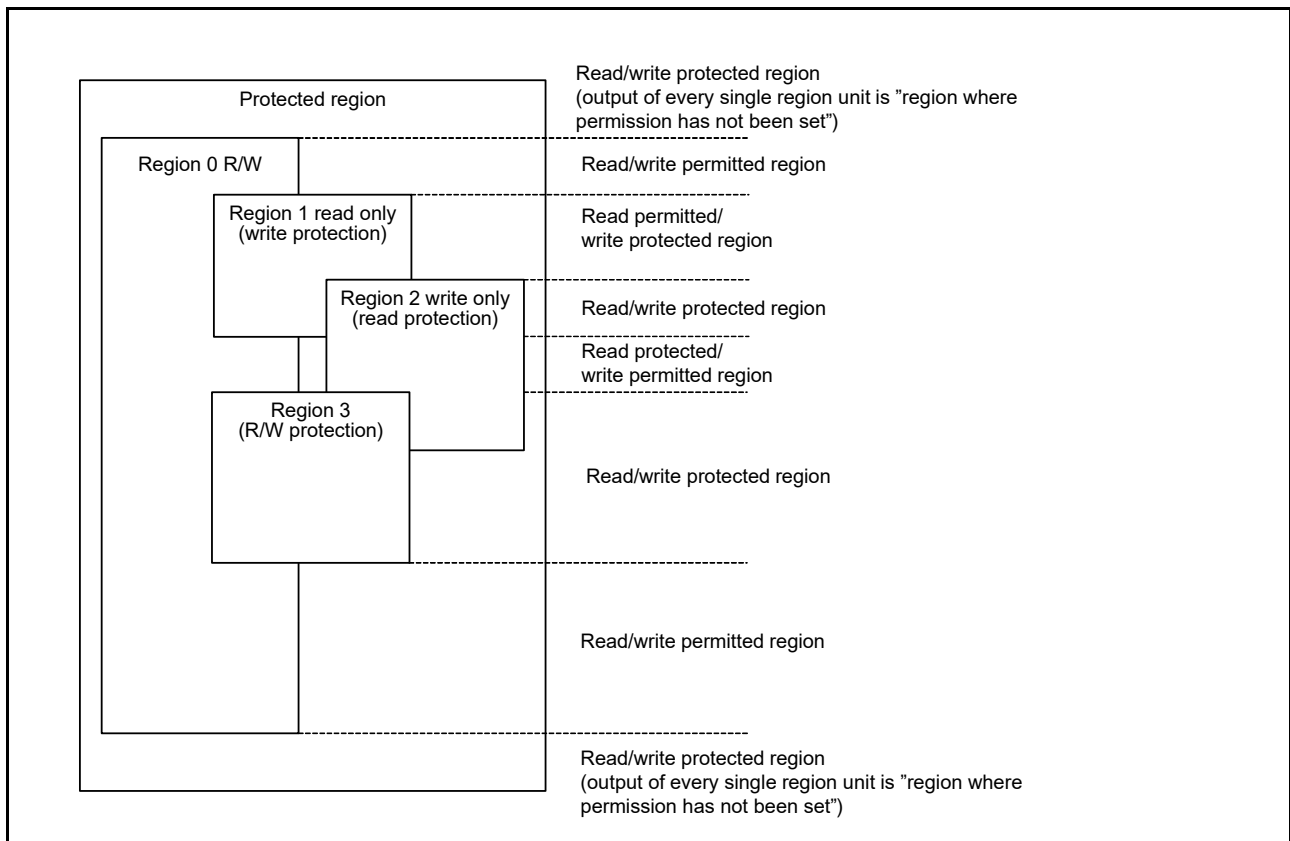 Protected region
Region 0 R/W
Region 1 read only
(write protection)
Region 2 write only
(read protection)
Region 3
(R/W protection)
Read/write protected region
(output of every single region unit is ”region where
permission has not been set”)
Read/write permitted region
Read permitted/
write protected region
Read/write protected region
Read protected/
write permitted region
Read/write protected region
Read/write permitted region
Read/write protected region
(output of every single region unit is ”region where
permission has not been set”)